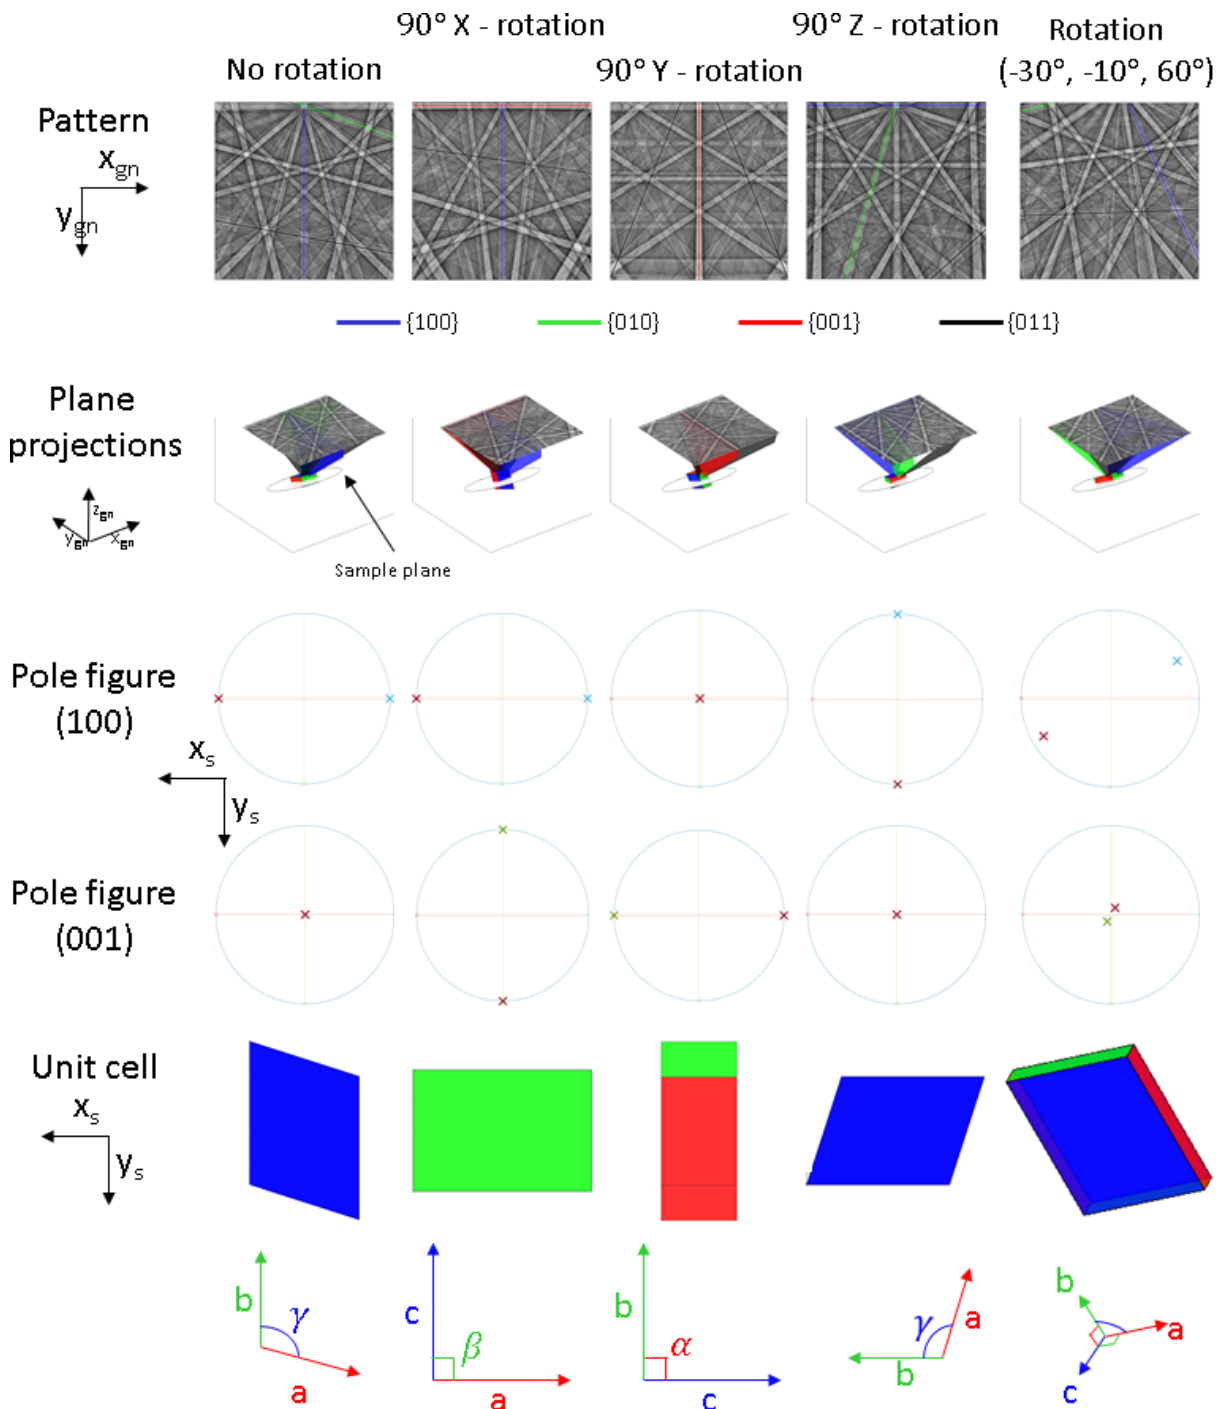 90° X - rotation
90° Z - rotation
Rotation
No rotation
90° Y - rotation
(-30°, -10°, 60°)
Pattern
xgn
ygn
{100}
{010}
{001}
{011}
Plane
projections
zgn
ygn
xgn
Sample plane
Pole figure
(100)
xs
ys
Pole figure
(001)
Unit cell
xs
ys
b
γ
a
c
β
a
b
α
c
γ
a
b
b
a
c